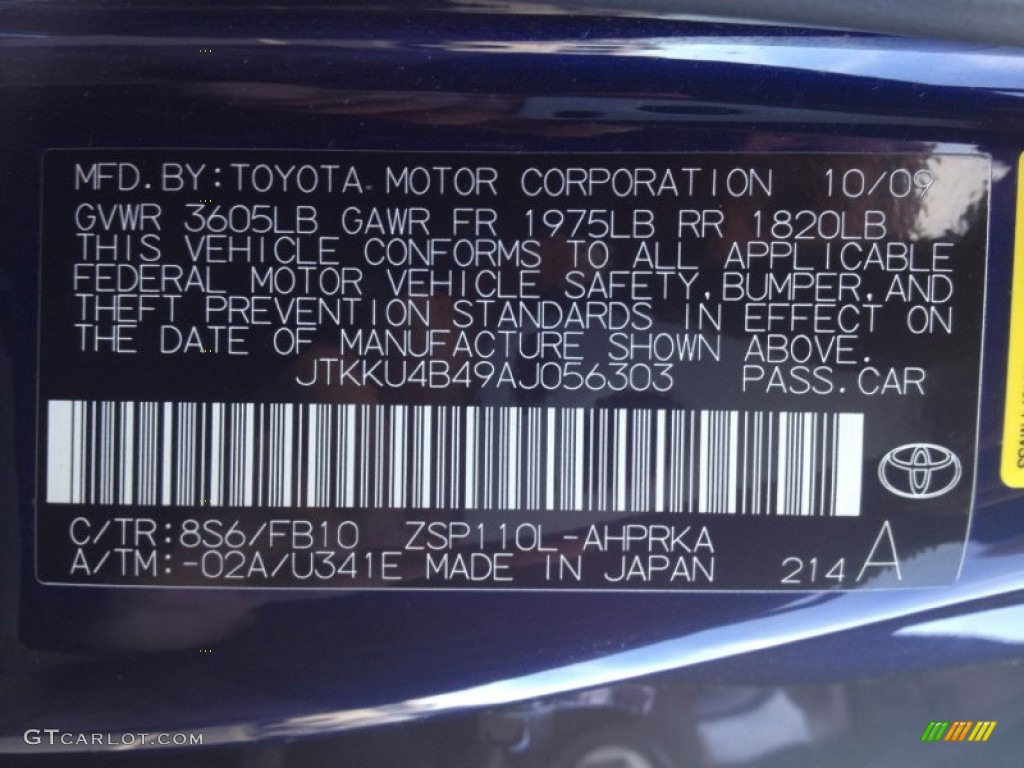 MFD.BY:TOYOTA MOTOR CORPORATION 10/09
GVWR 3605LB GAWR FR 1975LB RR 1820LB
THIS VEHICLE CONFORMS TO ALL APPLICABLE
FEDERAL MOTOR VEHICLE SAFETY,BUMPER,AND
THEFT PREVENTION STANDARDS IN EFFECT ON
THE DATE OF MANUFACTURE SHOWN ABOVE.
JTKKU4B49AJ056303 PASS.CAR
C/TR:8S6/FB10 ZSP110L-AHPRKA
A/TM:-02A/U341E MADE IN JAPAN 214 A
GTCARLOT.COM